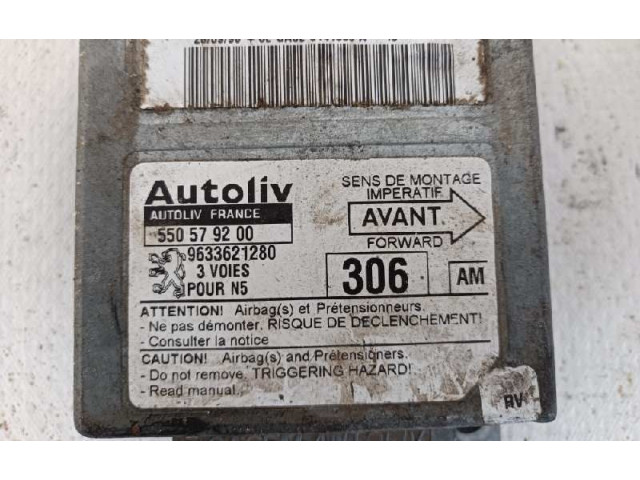 Autoliv
AUTOLIV FRANCE
550 57 92 00
9633621280
3 VOIES
POUR N5
SENS DE MONTAGE
IMPERATIF
AVANT
FORWARD
306
AM
ATTENTION! Airbag(s) et Prétensionneurs.
- Ne pas démonter. RISQUE DE DECLENCHEMENT!
- Consulter la notice
CAUTION! Airbag(s) and Pretensioners.
- Do not remove. TRIGGERING HAZARD!
- Read manual.
RV